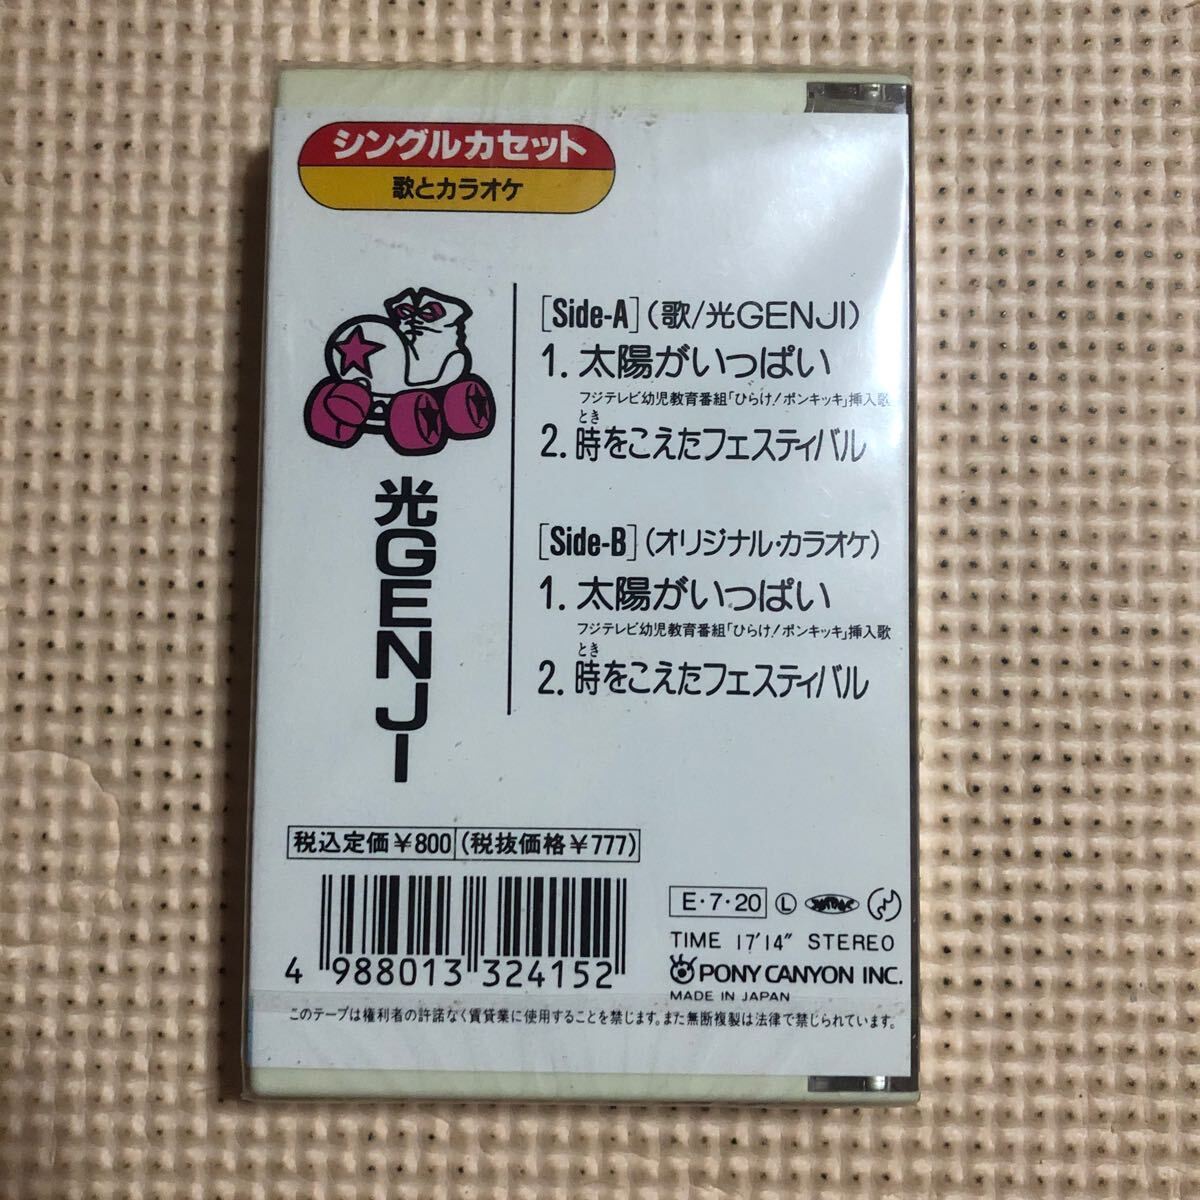 シングルカセット
歌とカラオケ
光GENJI
[Side-A](歌/光GENJI)
1. 太陽がいっぱい
フジテレビ幼児教育番組「ひらけ!ポンキッキ」挿入歌
とき
2. 時をこえたフェスティバル
[Side-B](オリジナル・カラオケ)
1. 太陽がいっぱい
フジテレビ幼児教育番組「ひらけ!ポンキッキ」挿入歌
とき
2. 時をこえたフェスティバル
税込定価¥800 (税抜価格¥777)
4 988013 324152
E・7・20 Ⓛ
TIME 17'14" STEREO
PONY CANYON INC.
MADE IN JAPAN
このテープは権利者の許諾なく賃貸業に使用することを禁じます。また無断複製は法律で禁じられています。